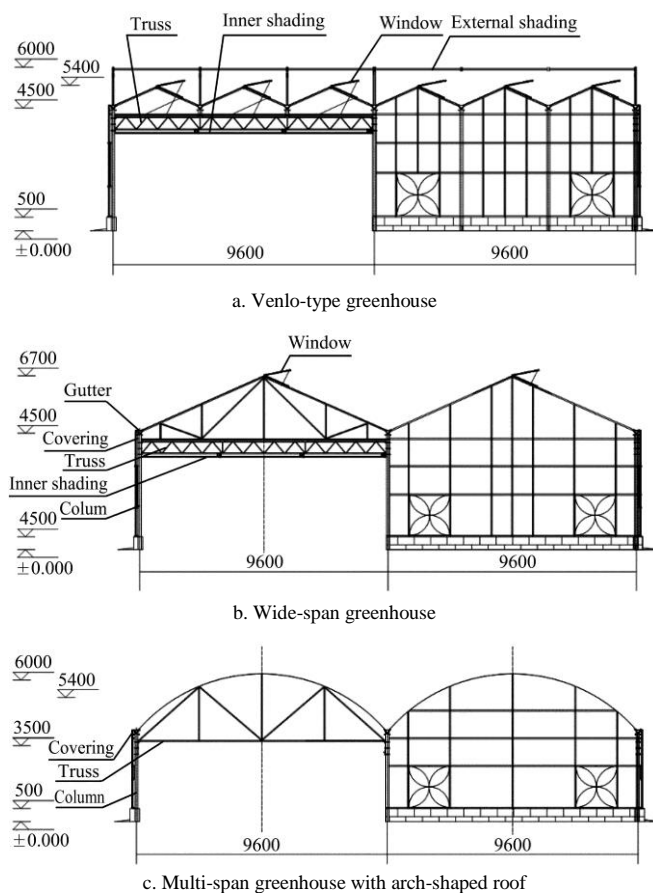 Truss
Inner shading
Window
External shading
6000
5400
4500
500
±0.000
9600
9600
a. Venlo-type greenhouse
Window
6700
Gutter
4500
Covering
Truss
Inner shading
Colum
4500
±0.000
9600
9600
b. Wide-span greenhouse
6000
5400
3500
Covering
Truss
Column
500
±0.000
9600
9600
c. Multi-span greenhouse with arch-shaped roof